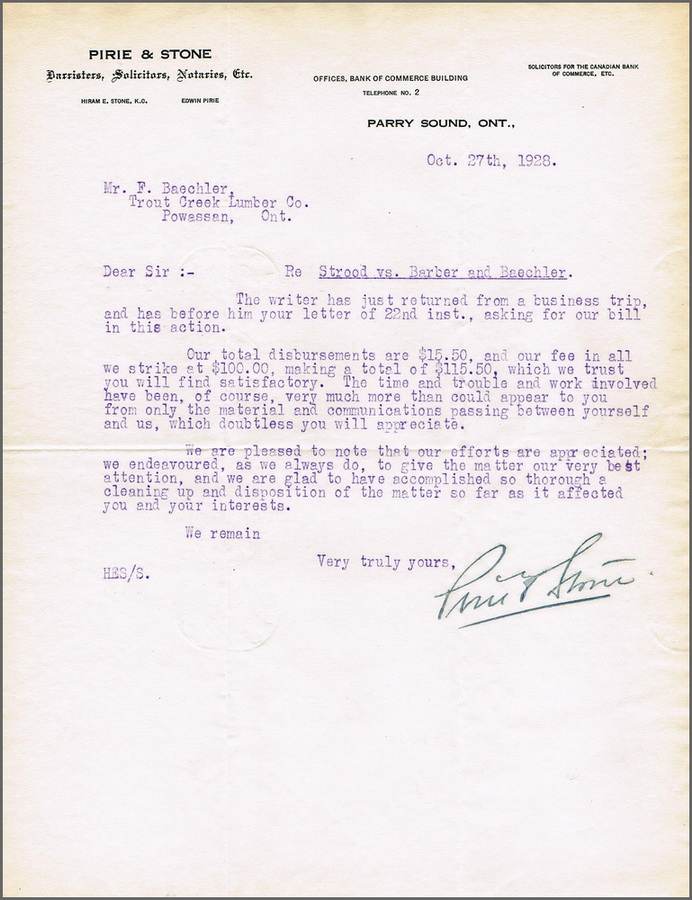 PIRIE & STONE
Barristers, Solicitors, Notaries, Etc.
HIRAM E. STONE, K.C. EDWIN PIRIE
OFFICES, BANK OF COMMERCE BUILDING
TELEPHONE NO. 2
SOLICITORS FOR THE CANADIAN BANK
OF COMMERCE, ETC.
PARRY SOUND, ONT.,
Oct. 27th, 1928.
Mr. F. Baechler,
Trout Creek Lumber Co.
Powassan, Ont.
Dear Sir :- Re Strood vs. Barber and Baechler.
The writer has just returned from a business trip,
and has before him your letter of 22nd inst., asking for our bill
in this action.
Our total disbursements are $15.50, and our fee in all
we strike at $100.00, making a total of $115.50, which we trust
you will find satisfactory. The time and trouble and work involved
have been, of course, very much more than could appear to you
from only the material and communications passing between yourself
and us, which doubtless you will appreciate.
We are pleased to note that our efforts are appreciated;
we endeavoured, as we always do, to give the matter our very best
attention, and we are glad to have accomplished so thorough a
cleaning up and disposition of the matter so far as it affected
you and your interests.
We remain
Very truly yours,
HES/S.
Pirie & Stone